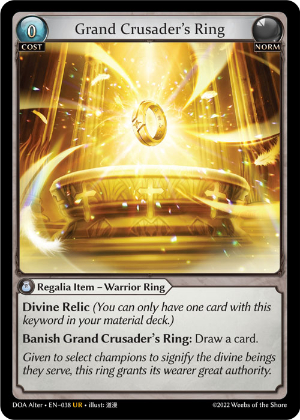 0
COST
Grand Crusader's Ring
NORM
Regalia Item – Warrior Ring
Divine Relic (You can only have one card with this
keyword in your material deck.)
Banish Grand Crusader's Ring: Draw a card.
Given to select champions to signify the divine beings
they serve, this ring grants its wearer great authority.
DOA Alter • EN-038 UR • illust: 湛滅
©2022 Weebs of the Shore